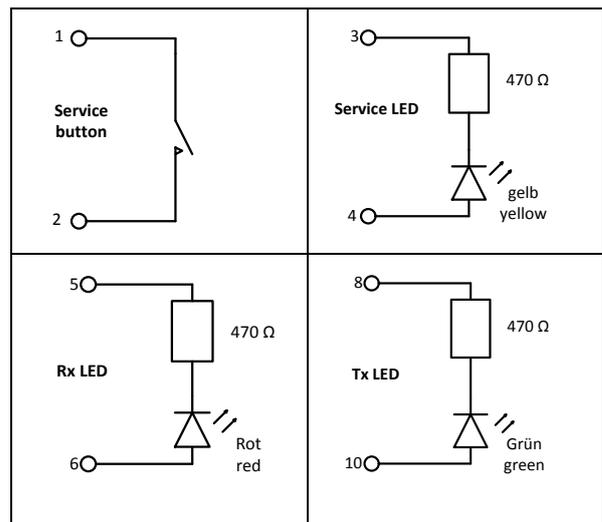 1
Service
button
2
3
470 Ω
Service LED
gelb
yellow
4
5
470 Ω
Rx LED
Rot
red
6
8
470 Ω
Tx LED
Grün
green
10